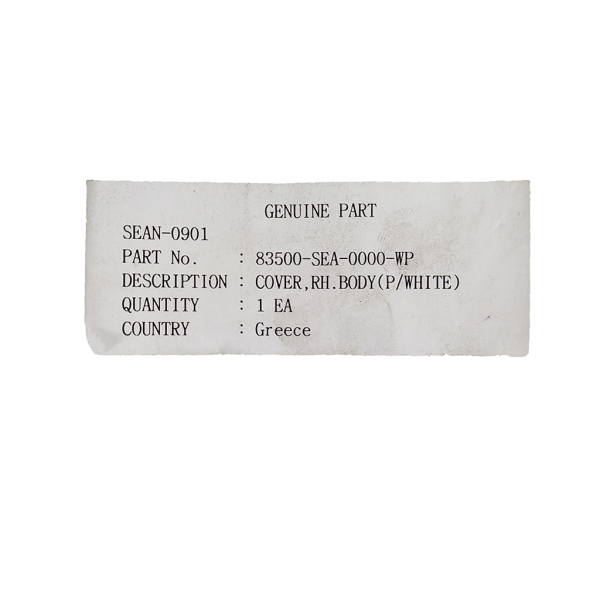 GENUINE PART
SEAN-0901
PART No. : 83500-SEA-0000-WP
DESCRIPTION : COVER,RH.BODY(P/WHITE)
QUANTITY : 1 EA
COUNTRY : Greece